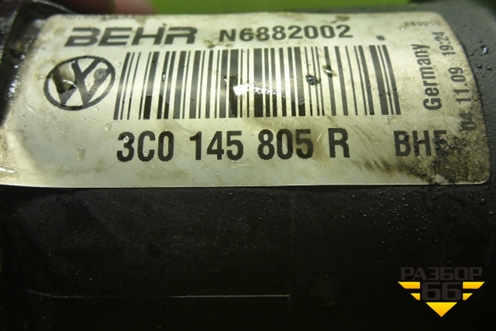 BEHR N6882002
3C0 145 805 R BHE
Germany
04.11.09 19:24
РАЗБОР
66